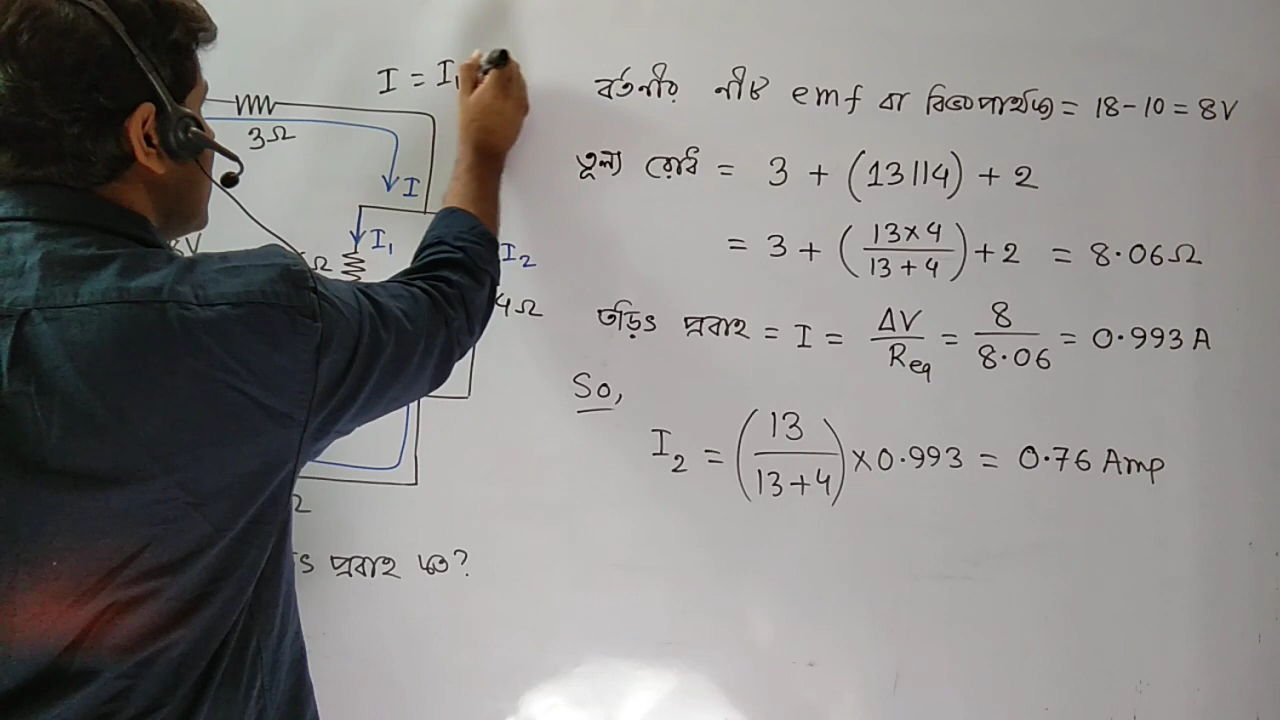 I = I₁
3Ω
I
I₁
Ω
I₂
4Ω
প্রবাহ কত?
বর্তনীর নীট emf বা বিভবপার্থক্য = 18 - 10 = 8V
তুল্য রোধ = 3 + (13||4) + 2
= 3 + (13×4 / 13+4) + 2 = 8.06Ω
তড়িৎ প্রবাহ = I = ΔV / Req = 8 / 8.06 = 0.993 A
So,
I₂ = (13 / 13+4) × 0.993 = 0.76 Amp